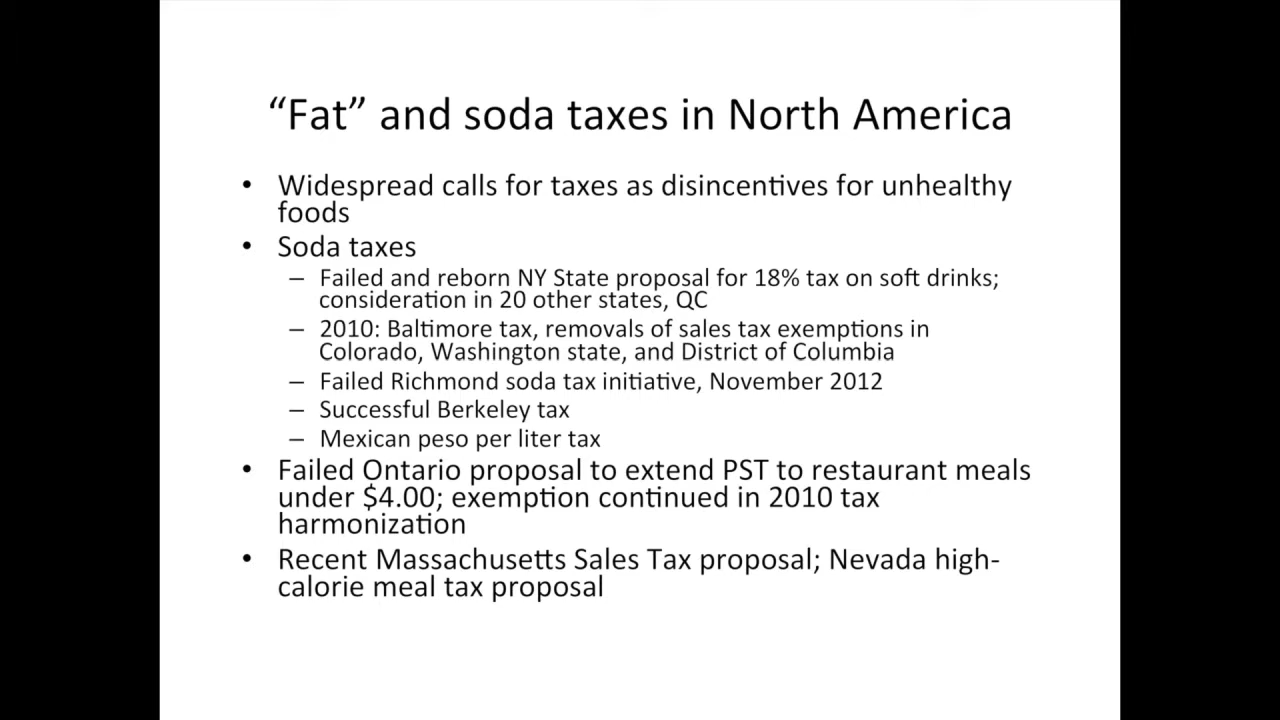 “Fat” and soda taxes in North America
• Widespread calls for taxes as disincentives for unhealthy
foods
• Soda taxes
– Failed and reborn NY State proposal for 18% tax on soft drinks;
consideration in 20 other states, QC
– 2010: Baltimore tax, removals of sales tax exemptions in
Colorado, Washington state, and District of Columbia
– Failed Richmond soda tax initiative, November 2012
– Successful Berkeley tax
– Mexican peso per liter tax
• Failed Ontario proposal to extend PST to restaurant meals
under $4.00; exemption continued in 2010 tax
harmonization
• Recent Massachusetts Sales Tax proposal; Nevada high-
calorie meal tax proposal